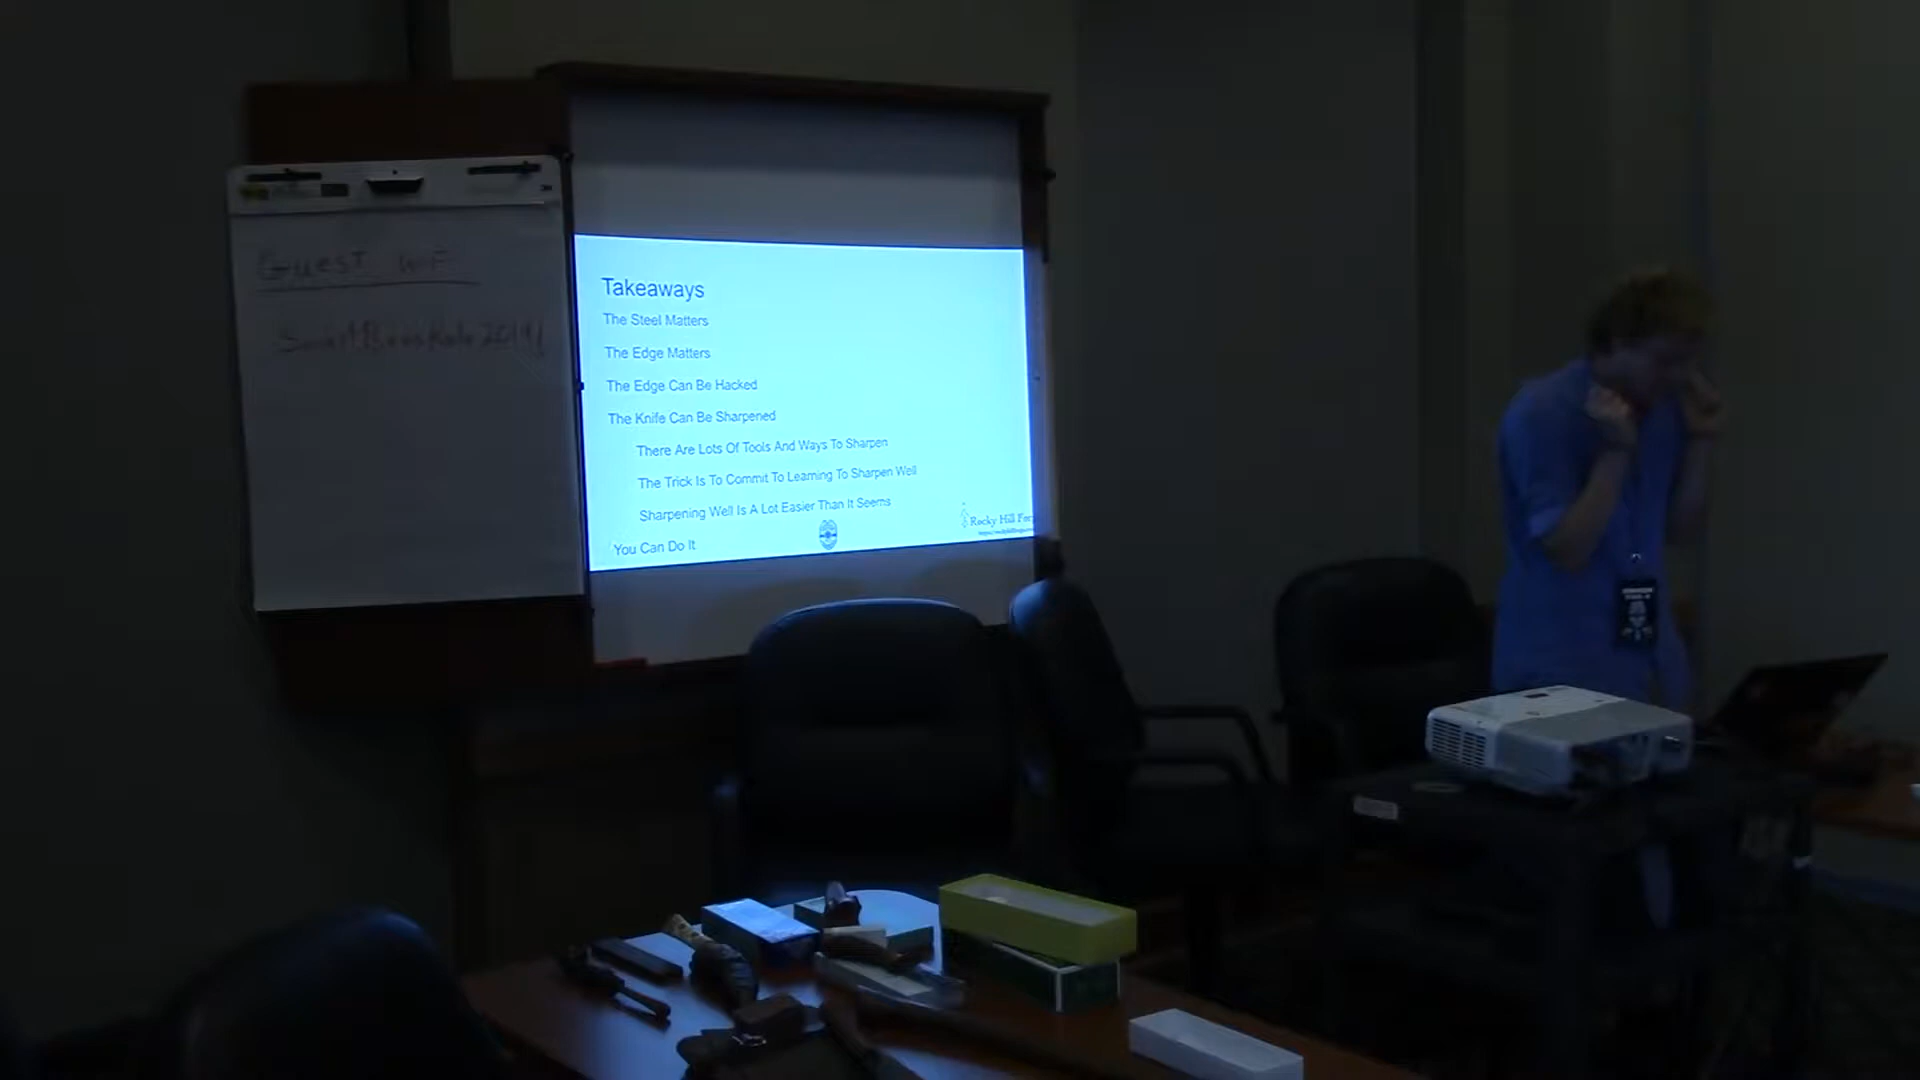 Guest WiFi
Takeaways
The Steel Matters
The Edge Matters
The Edge Can Be Hacked
The Knife Can Be Sharpened
There Are Lots Of Tools And Ways To Sharpen
The Trick Is To Commit To Learning To Sharpen Well
Sharpening Well Is A Lot Easier Than It Seems
You Can Do It
Rocky Hill